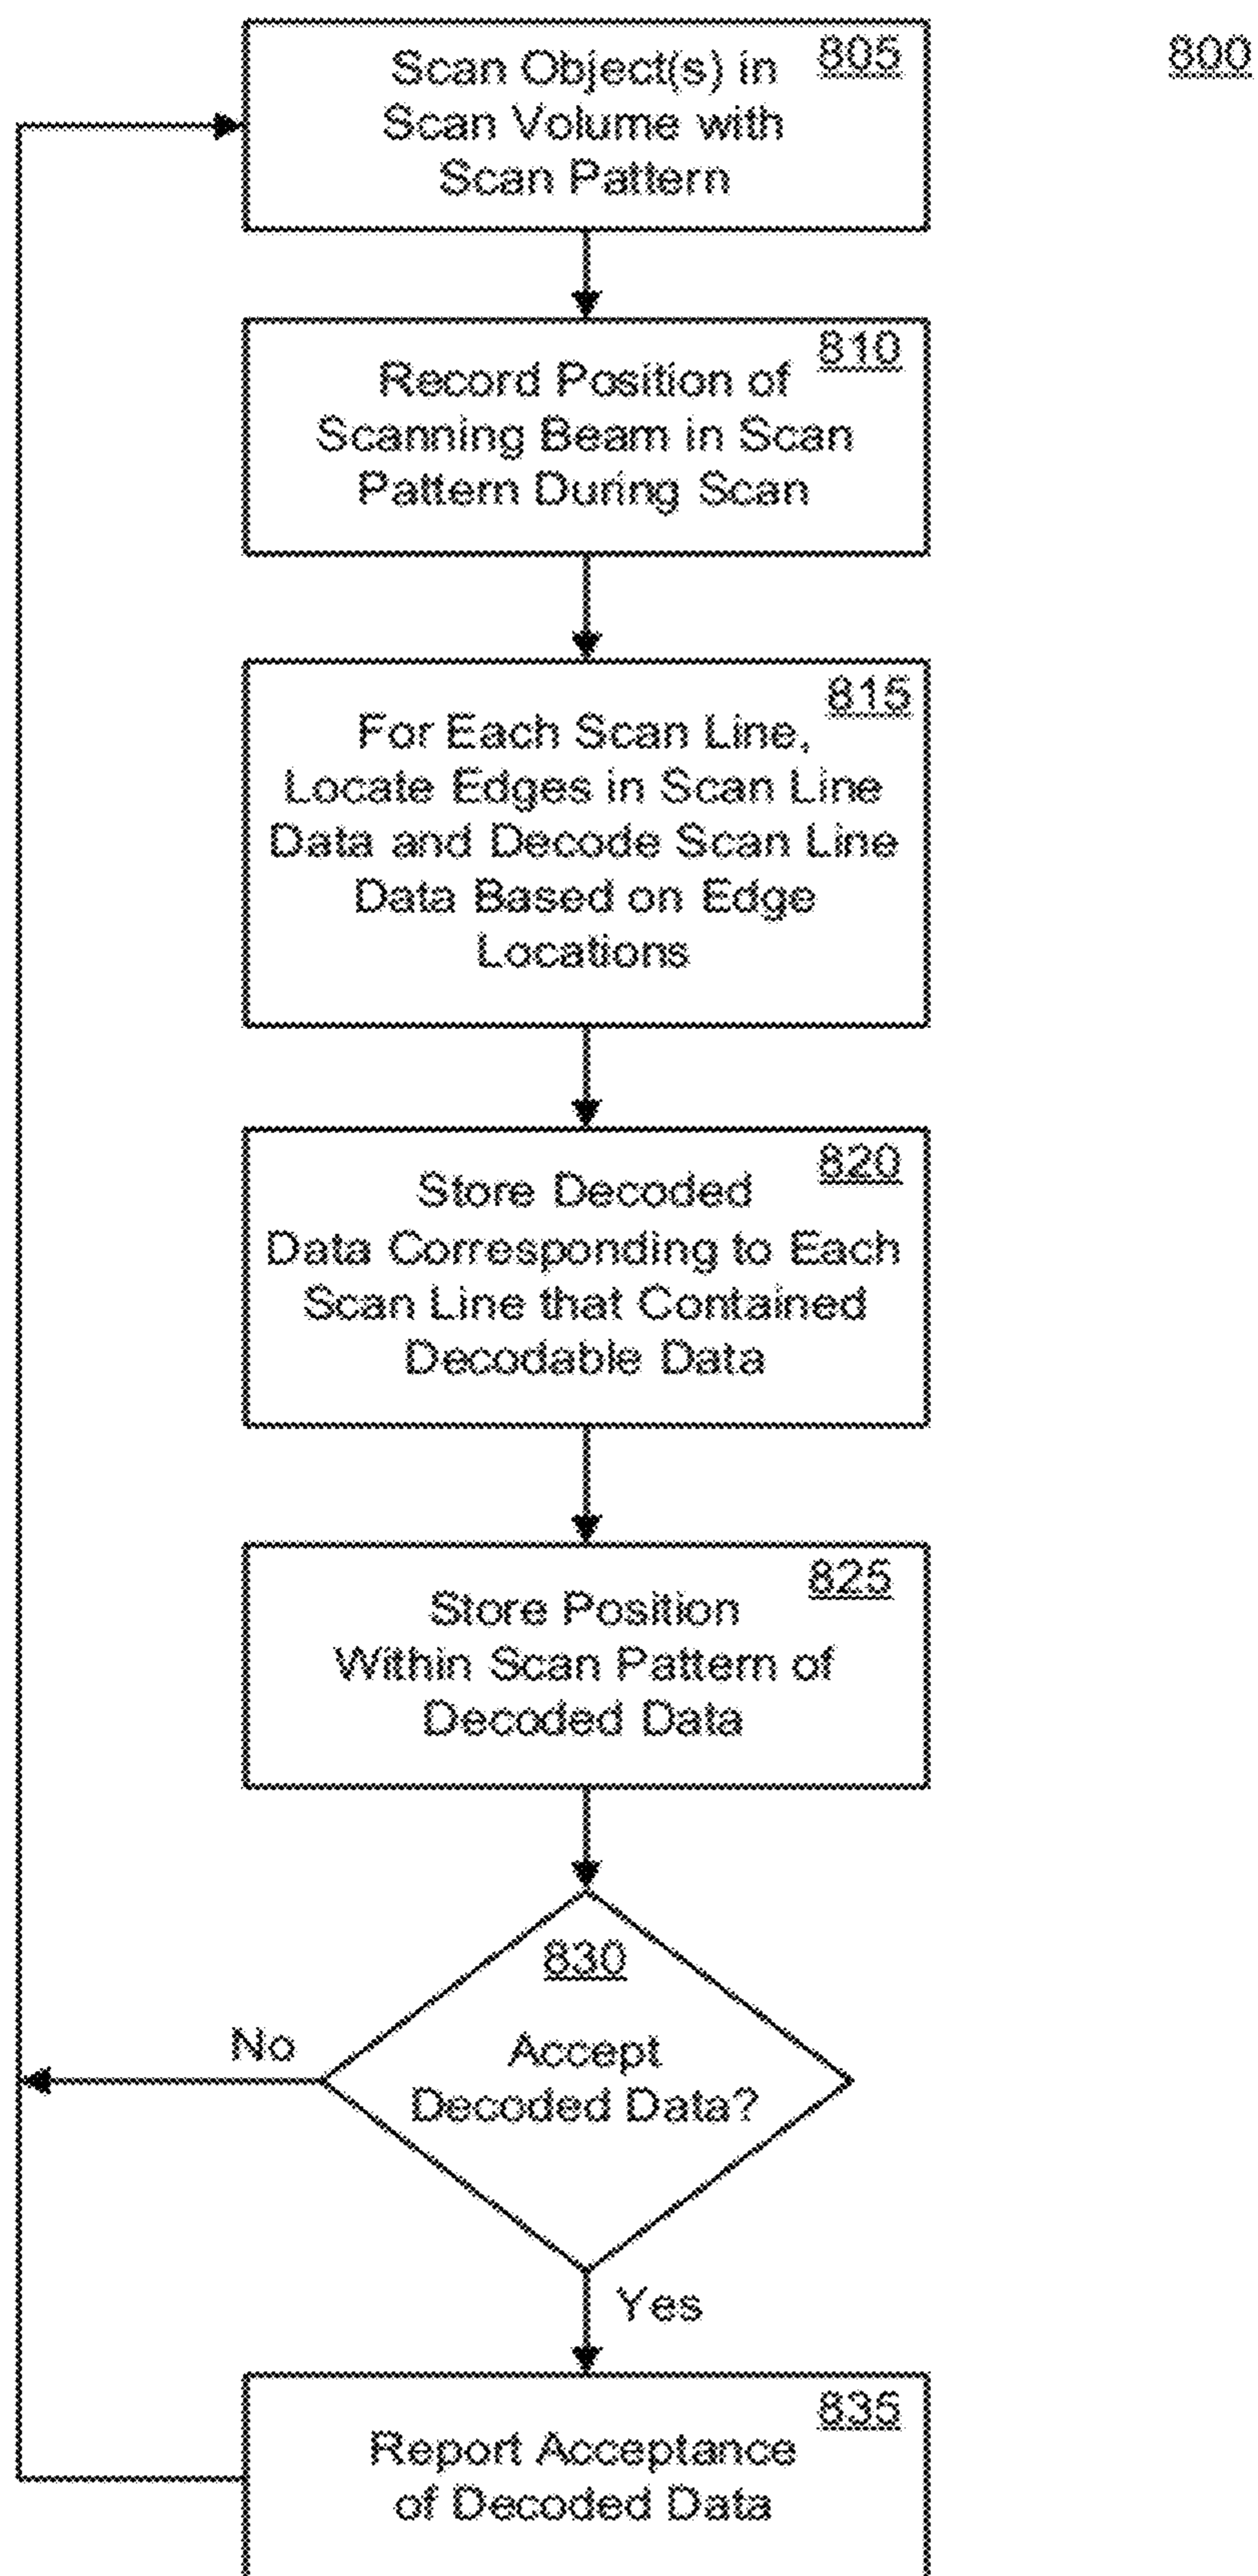 800
805
Scan Object(s) in
Scan Volume with
Scan Pattern
810
Record Position of
Scanning Beam in Scan
Pattern During Scan
815
For Each Scan Line,
Locate Edges in Scan Line
Data and Decode Scan Line
Data Based on Edge
Locations
820
Store Decoded
Data Corresponding to Each
Scan Line that Contained
Decodable Data
825
Store Position
Within Scan Pattern of
Decoded Data
830
Accept
Decoded Data?
No
Yes
835
Report Acceptance
of Decoded Data